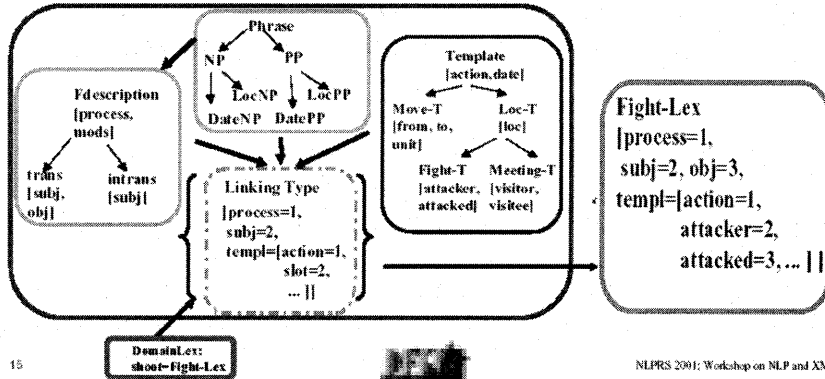 Phrase
NP PP
LocNP LocPP
DateNP DatePP
Fdescription
[process,
mods]
trans
[subj,
obj]
intrans
[subj]
Template
[action,date]
Move-T
[from, to,
unit]
Loc-T
[loc]
Fight-T
[attacker,
attacked]
Meeting-T
[visitor,
visitee]
Linking Type
[process=1,
subj=2,
templ=[action=1,
slot=2,
... ]]
Fight-Lex
[process=1,
subj=2, obj=3,
templ=[action=1,
attacker=2,
attacked=3, ... ]]
DomainLex:
shoot=Fight-Lex
15
NLPRS 2001; Workshop on NLP and XM